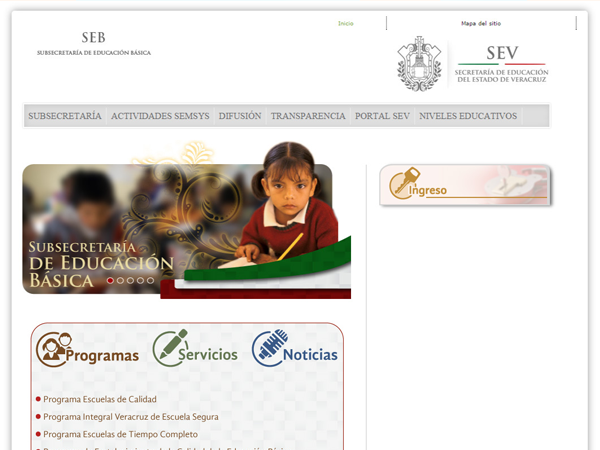 Inicio
Mapa del sitio
SEB
SUBSECRETARÍA DE EDUCACIÓN BÁSICA
SEV
SECRETARÍA DE EDUCACIÓN
DEL ESTADO DE VERACRUZ
SUBSECRETARÍA ACTIVIDADES SEMSYS DIFUSIÓN TRANSPARENCIA PORTAL SEV NIVELES EDUCATIVOS
SUBSECRETARÍA
DE EDUCACIÓN
BÁSICA
Ingreso
Programas Servicios Noticias
Programa Escuelas de Calidad
Programa Integral Veracruz de Escuela Segura
Programa Escuelas de Tiempo Completo